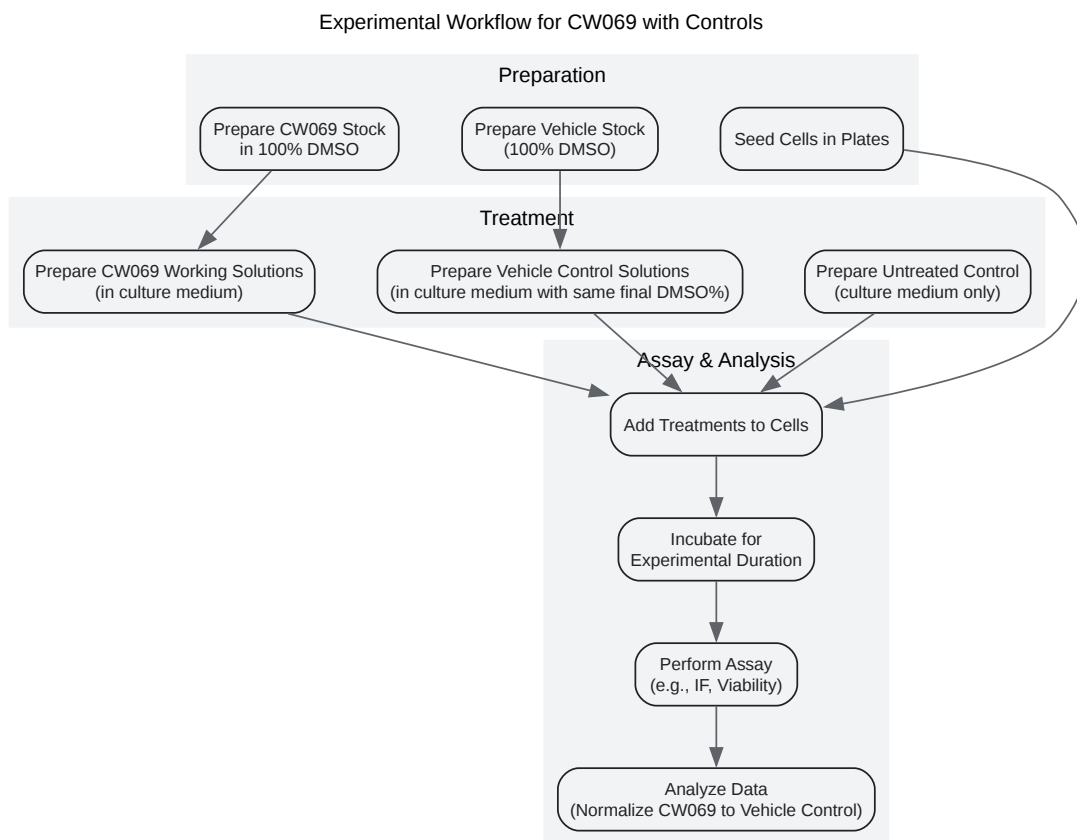 Experimental Workflow for CW069 with Controls
Preparation
Prepare CW069 Stock
in 100% DMSO
Prepare Vehicle Stock
(100% DMSO)
Seed Cells in Plates
Treatment
Prepare CW069 Working Solutions
(in culture medium)
Prepare Vehicle Control Solutions
(in culture medium with same final DMSO%)
Prepare Untreated Control
(culture medium only)
Assay & Analysis
Add Treatments to Cells
Incubate for
Experimental Duration
Perform Assay
(e.g., IF, Viability)
Analyze Data
(Normalize CW069 to Vehicle Control)